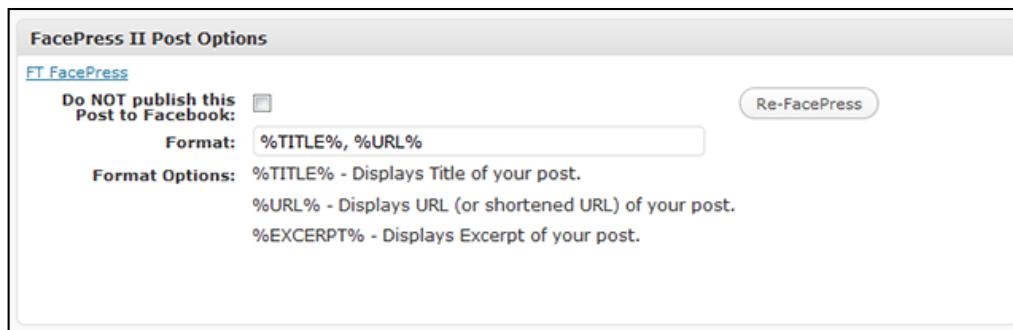 FacePress II Post Options
FT FacePress
Do NOT publish this
Post to Facebook:
Re-FacePress
Format: %TITLE%, %URL%
Format Options: %TITLE% - Displays Title of your post.
%URL% - Displays URL (or shortened URL) of your post.
%EXCERPT% - Displays Excerpt of your post.